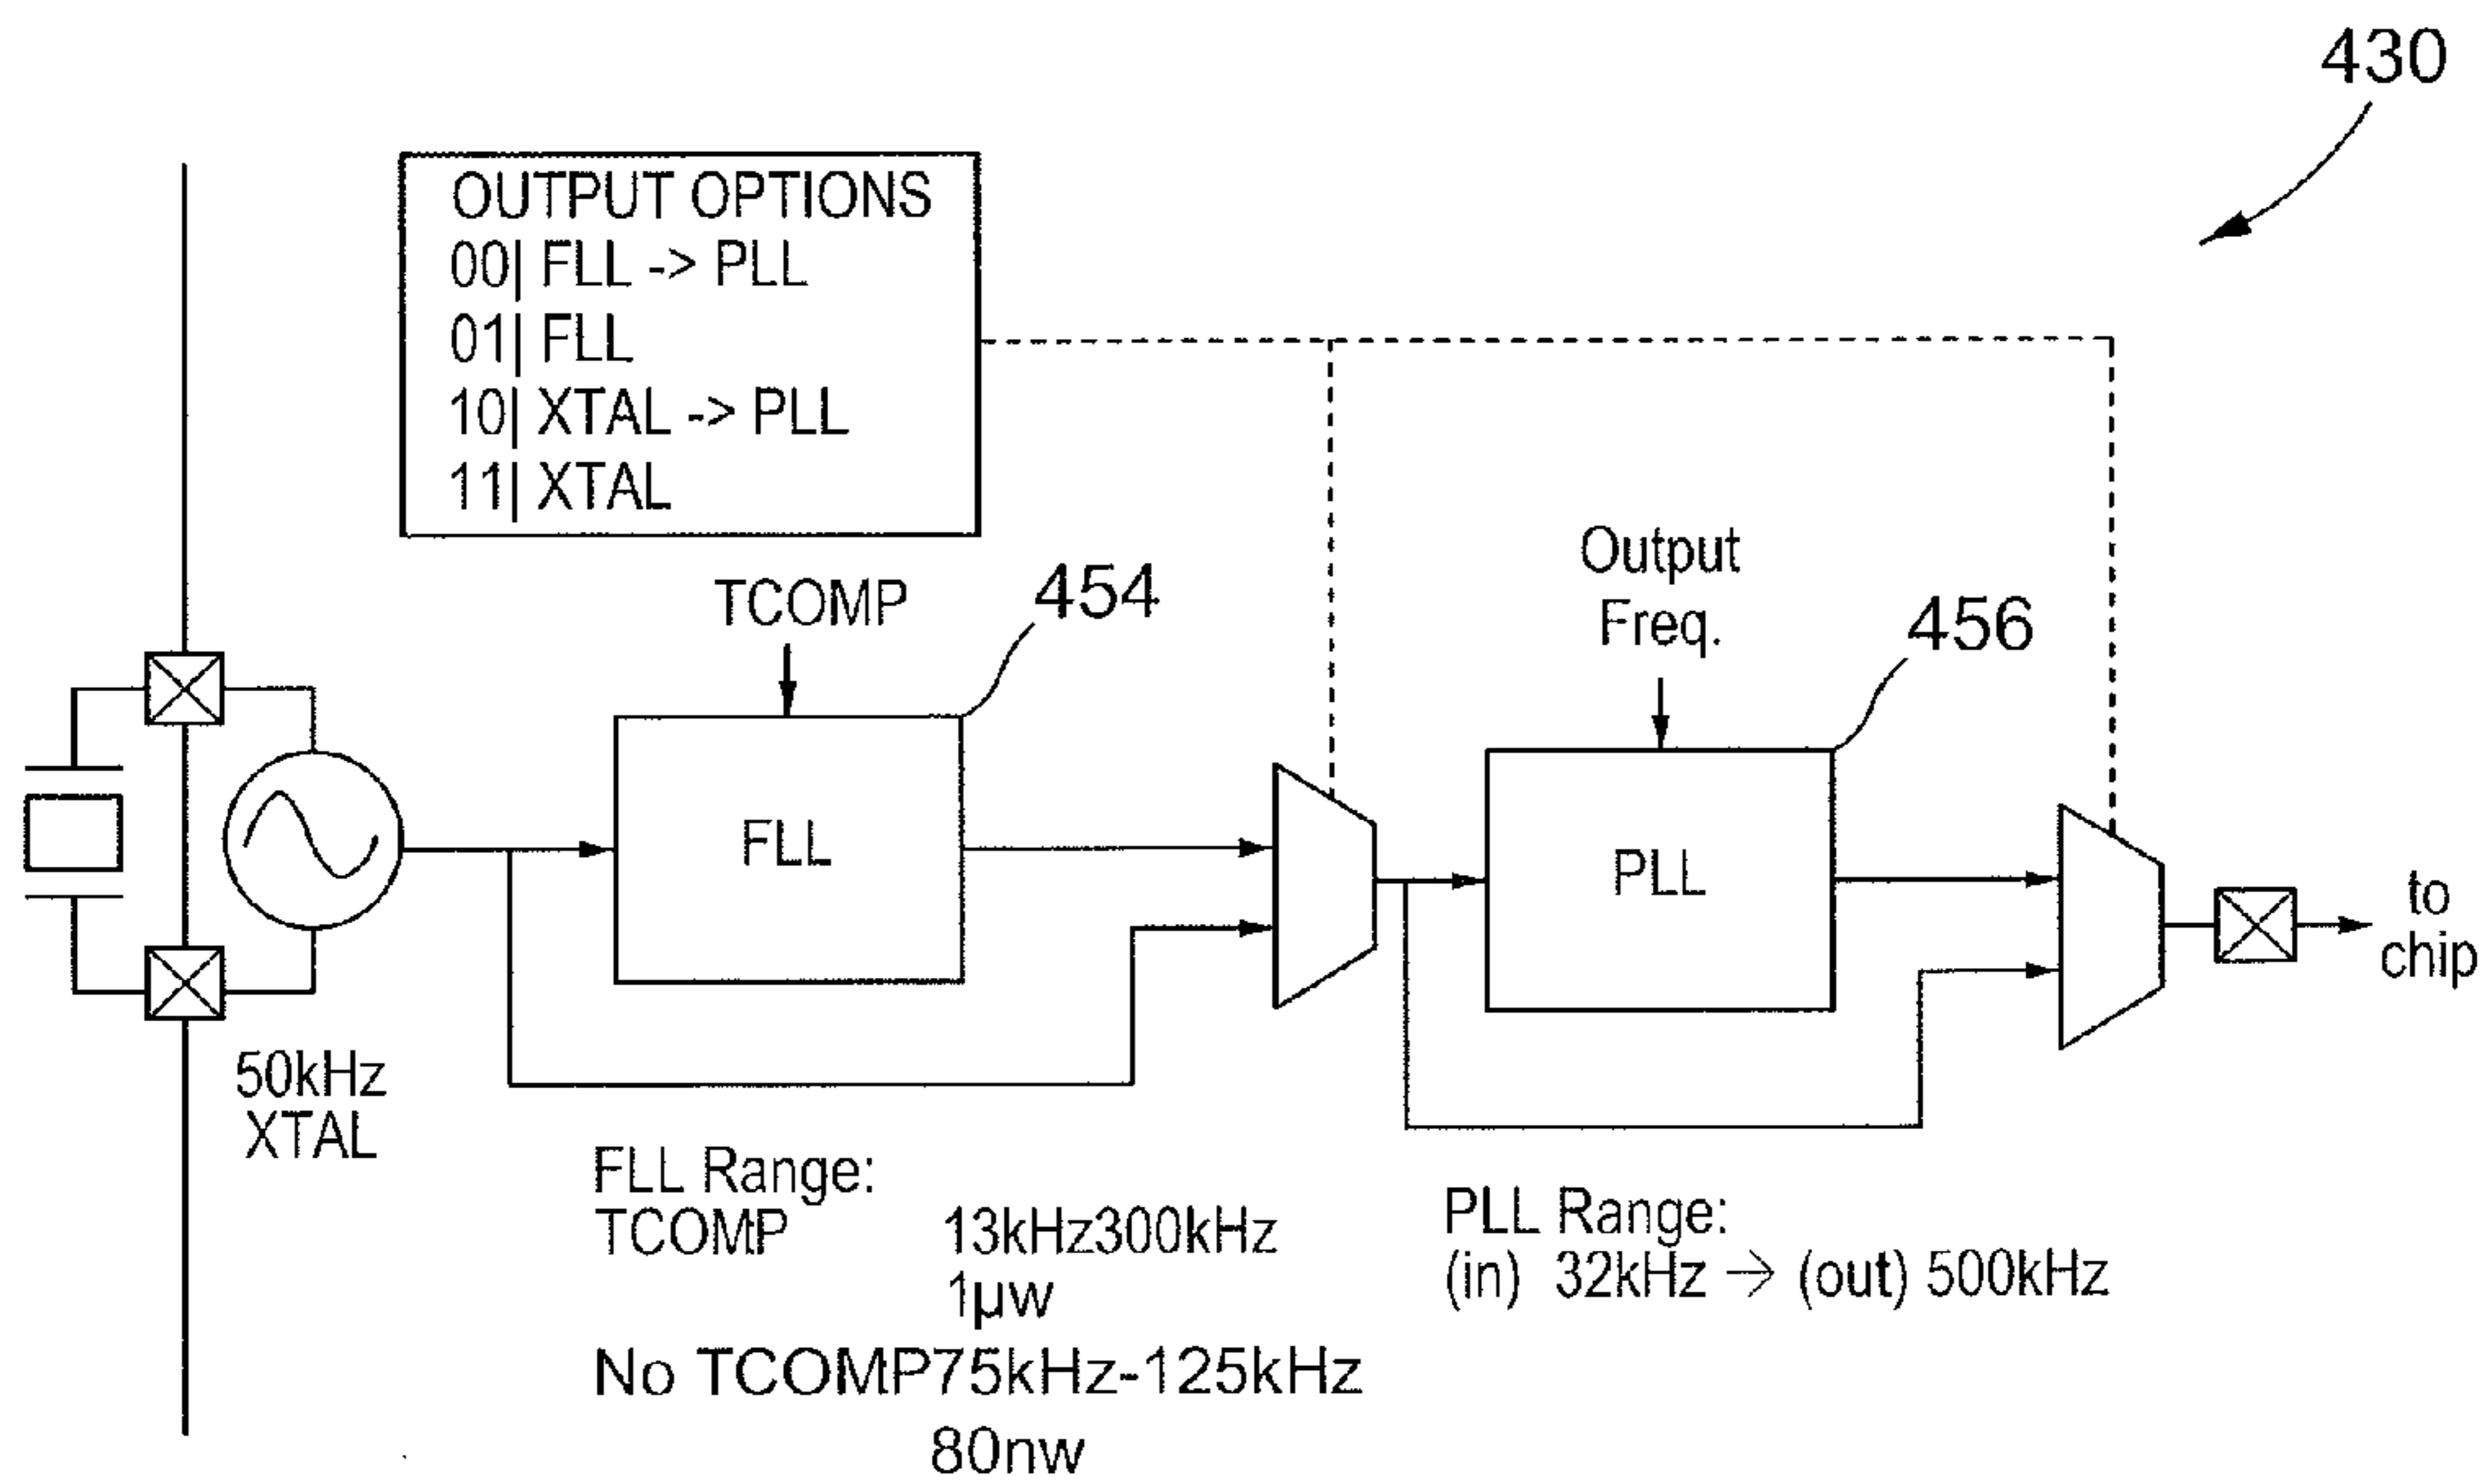 430
OUTPUT OPTIONS
00| FLL -> PLL
01| FLL
10| XTAL -> PLL
11| XTAL
TCOMP
454
Output
Freq.
456
FLL
PLL
to
chip
50kHz
XTAL
FLL Range:
TCOMP 13kHz300kHz
1µw
No TCOMP75kHz-125kHz
80nw
PLL Range:
(in) 32kHz → (out) 500kHz